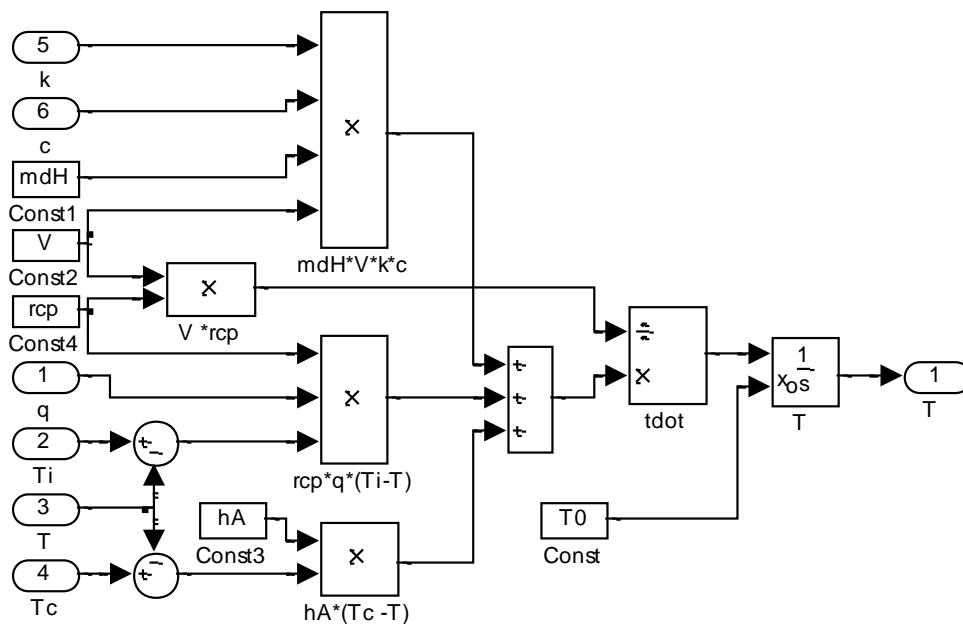 5
k
6
c
mdH
Const1
V
Const2
rcp
Const4
1
q
2
Ti
3
T
4
Tc
×
mdH*V*k*c
×
V *rcp
×
rcp*q*(Ti-T)
+
-
-
+
hA
Const3
×
hA*(Tc -T)
+
+
+
÷
×
tdot
T0
Const
1
xo s
T
1
T